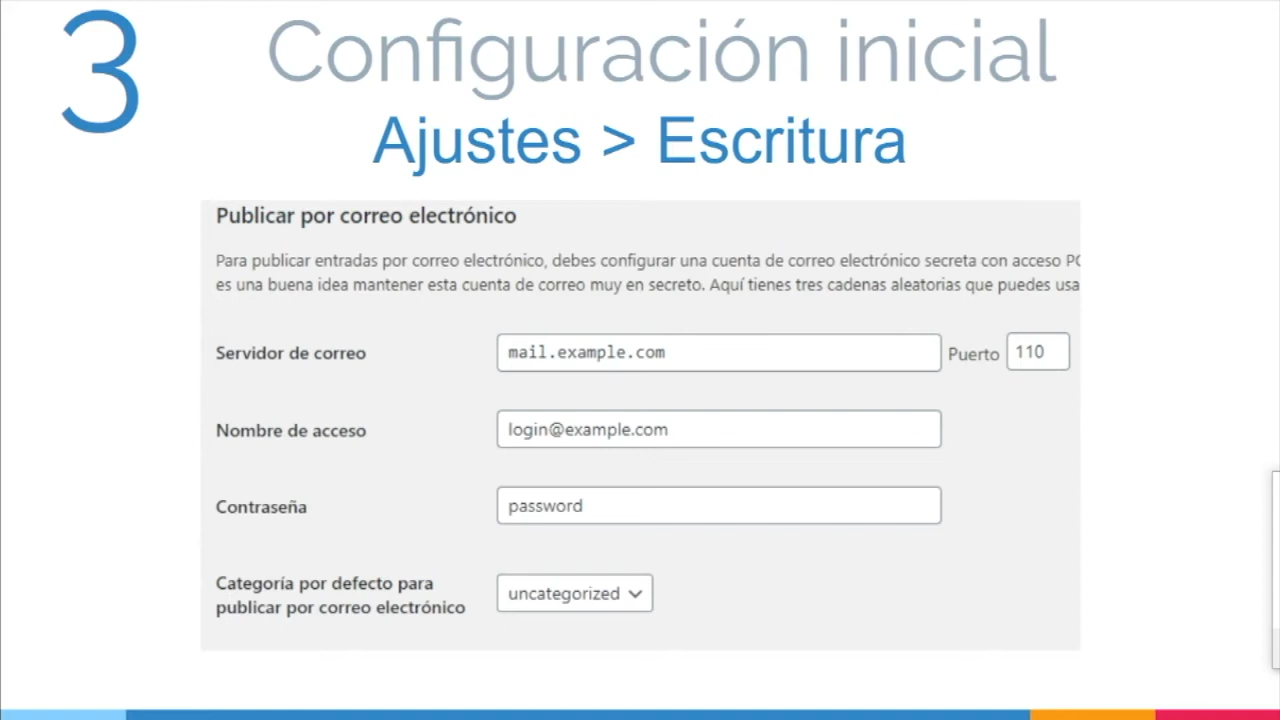 3
Configuración inicial
Ajustes > Escritura
Publicar por correo electrónico
Para publicar entradas por correo electrónico, debes configurar una cuenta de correo electrónico secreta con acceso
es una buena idea mantener esta cuenta de correo muy en secreto. Aquí tienes tres cadenas aleatorias que puedes usa
Servidor de correo mail.example.com Puerto 110
Nombre de acceso login@example.com
Contraseña password
Categoría por defecto para
publicar por correo electrónico uncategorized